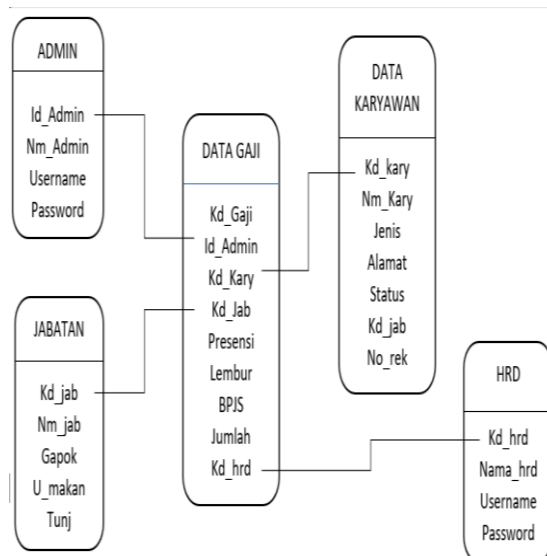 ADMIN
Id_Admin
Nm_Admin
Username
Password
DATA GAJI
Kd_Gaji
Id_Admin
Kd_Kary
Kd_Jab
Presensi
Lembur
BPJS
Jumlah
Kd_hrd
DATA
KARYAWAN
Kd_kary
Nm_Kary
Jenis
Alamat
Status
Kd_jab
No_rek
JABATAN
Kd_jab
Nm_jab
Gapok
U_makan
Tunj
HRD
Kd_hrd
Nama_hrd
Username
Password